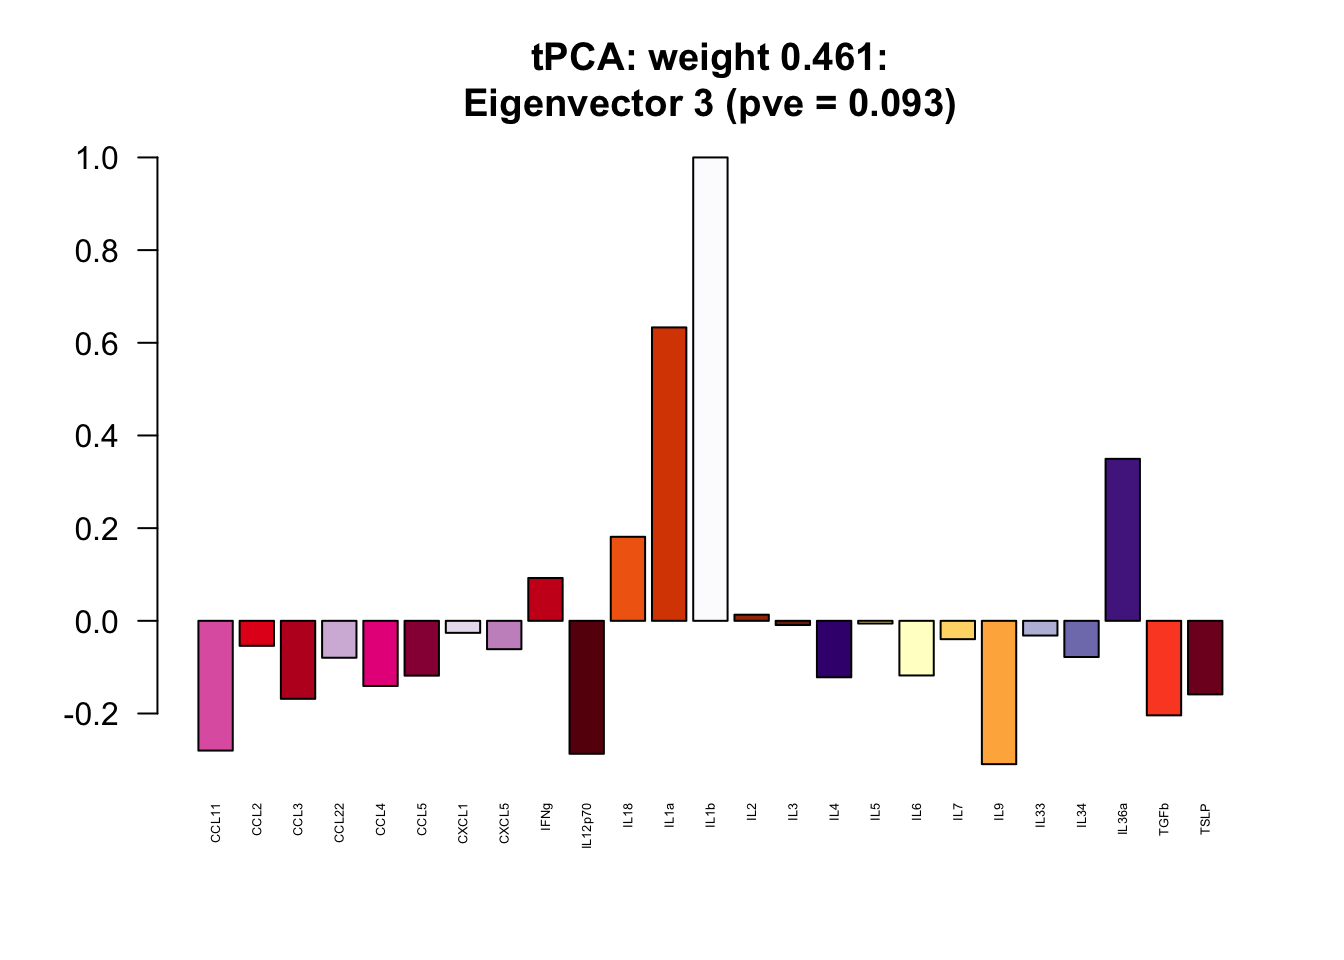 tPCA: weight 0.461:
Eigenvector 3 (pve = 0.093)
1.0
0.8
0.6
0.4
0.2
0.0
-0.2
CCL11
CCL2
CCL3
CCL22
CCL4
CCL5
CXCL1
CXCL5
IFNg
IL12p70
IL18
IL1a
IL1b
IL2
IL3
IL4
IL5
IL6
IL7
IL9
IL33
IL34
IL36a
TGFb
TSLP